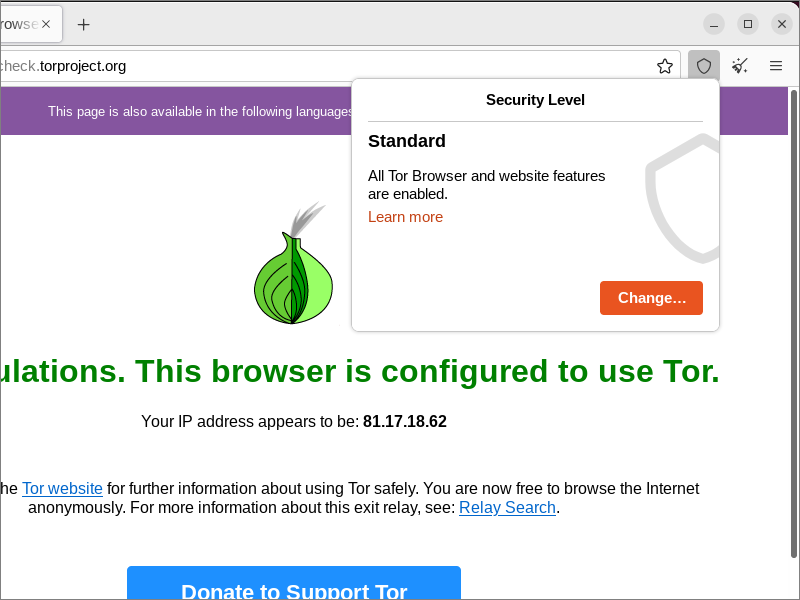 check.torproject.org
This page is also available in the following languages
Security Level
Standard
All Tor Browser and website features
are enabled.
Learn more
Change…
This browser is configured to use Tor.
Your IP address appears to be: 81.17.18.62
Tor website for further information about using Tor safely. You are now free to browse the Internet
anonymously. For more information about this exit relay, see: Relay Search.
Donate to Support Tor